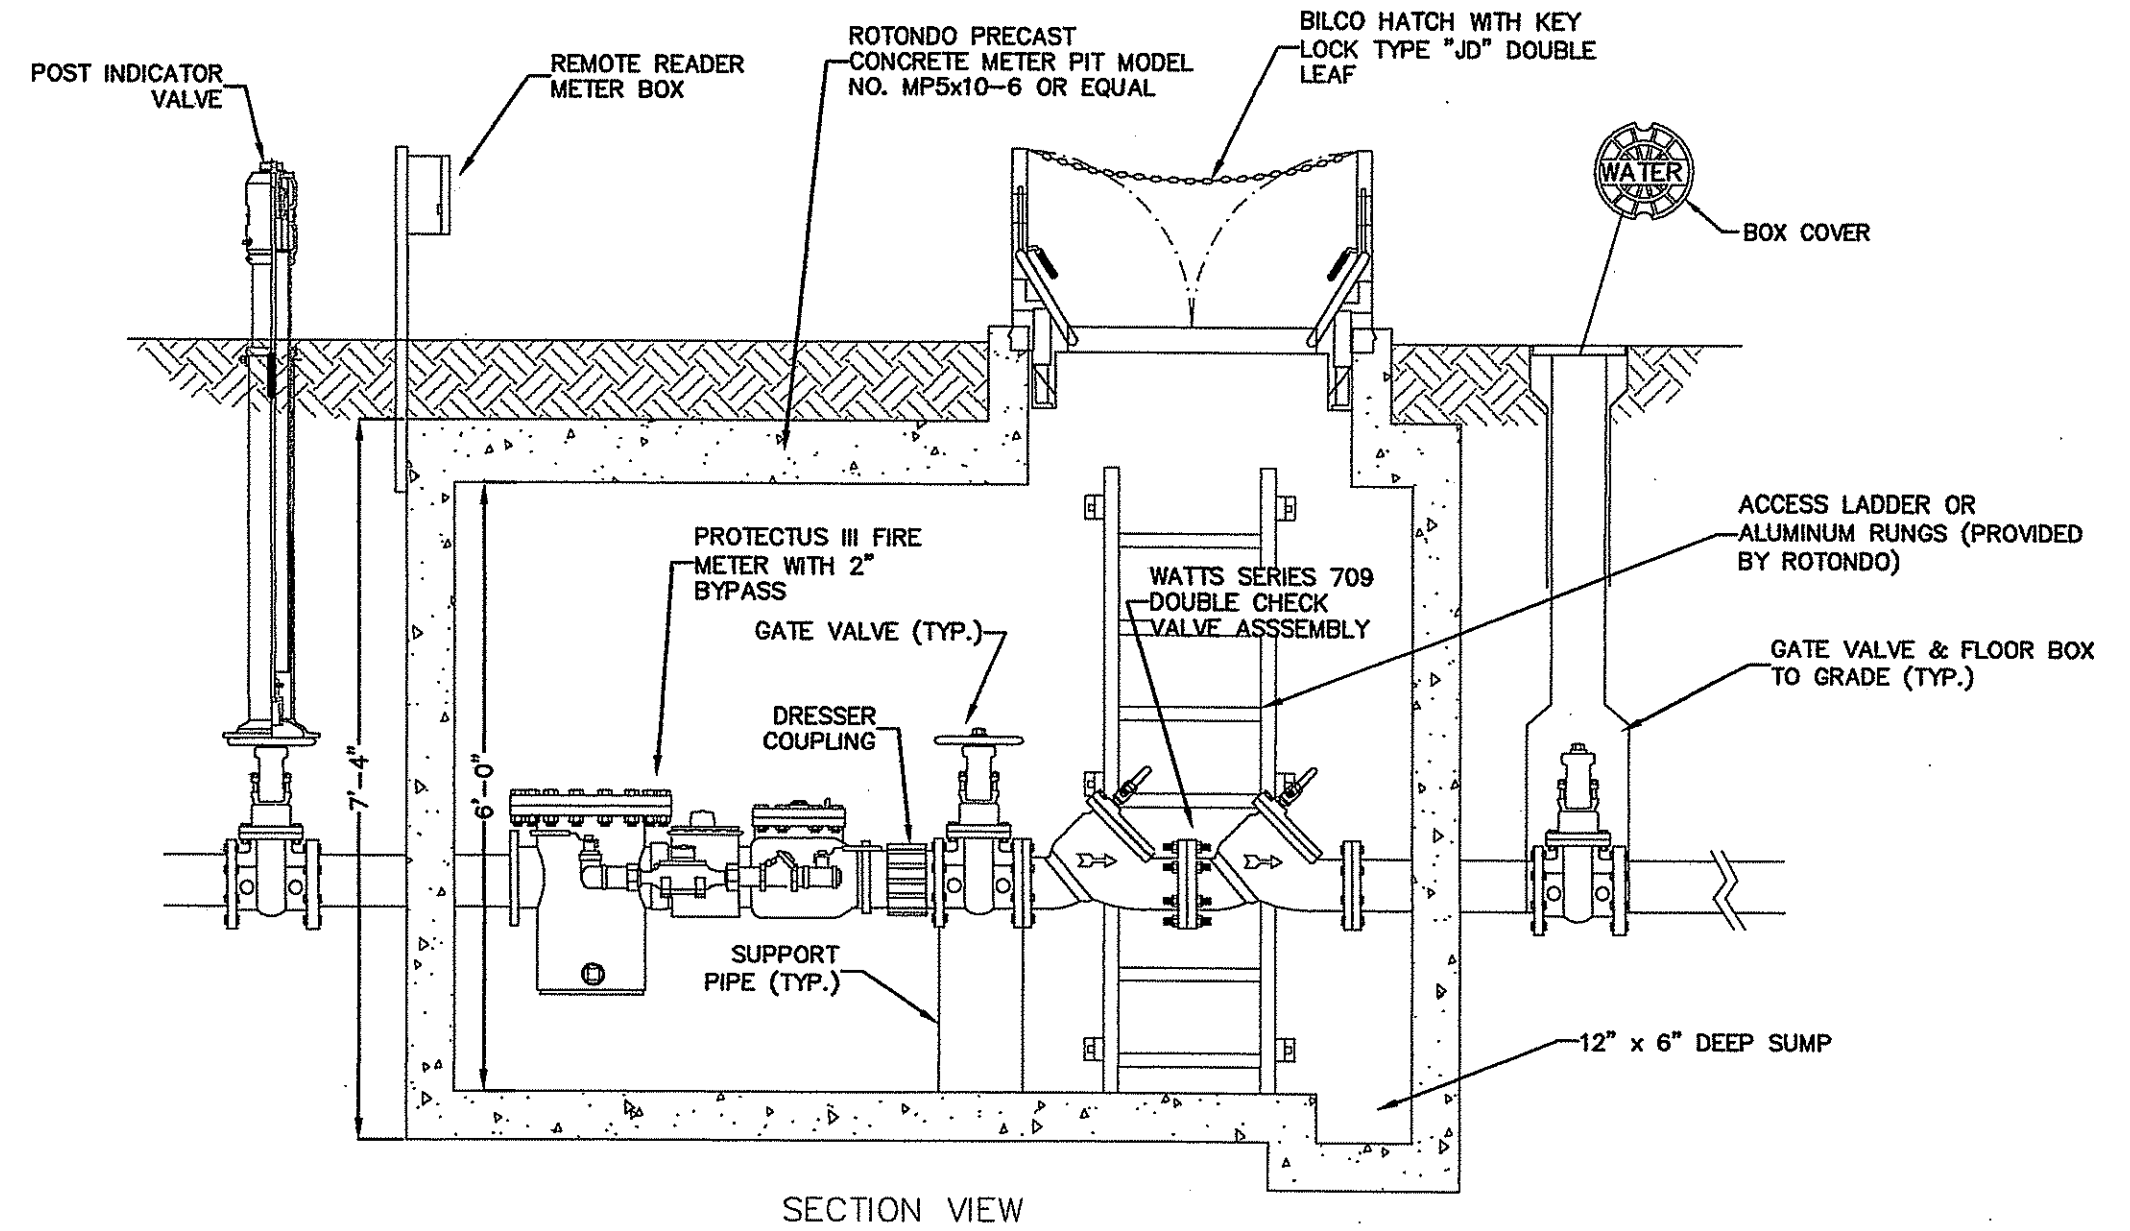 BILCO HATCH WITH KEY
LOCK TYPE "JD" DOUBLE
LEAF
ROTONDO PRECAST
CONCRETE METER PIT MODEL
NO. MP5x10-6 OR EQUAL
REMOTE READER
METER BOX
POST INDICATOR
VALVE
WATER
BOX COVER
ACCESS LADDER OR
ALUMINUM RUNGS (PROVIDED
BY ROTONDO)
PROTECTUS III FIRE
METER WITH 2"
BYPASS
WATTS SERIES 709
DOUBLE CHECK
VALVE ASSSEMBLY
GATE VALVE (TYP.)
GATE VALVE & FLOOR BOX
TO GRADE (TYP.)
DRESSER
COUPLING
7'-4"
6'-0"
SUPPORT
PIPE (TYP.)
12" x 6" DEEP SUMP
SECTION VIEW